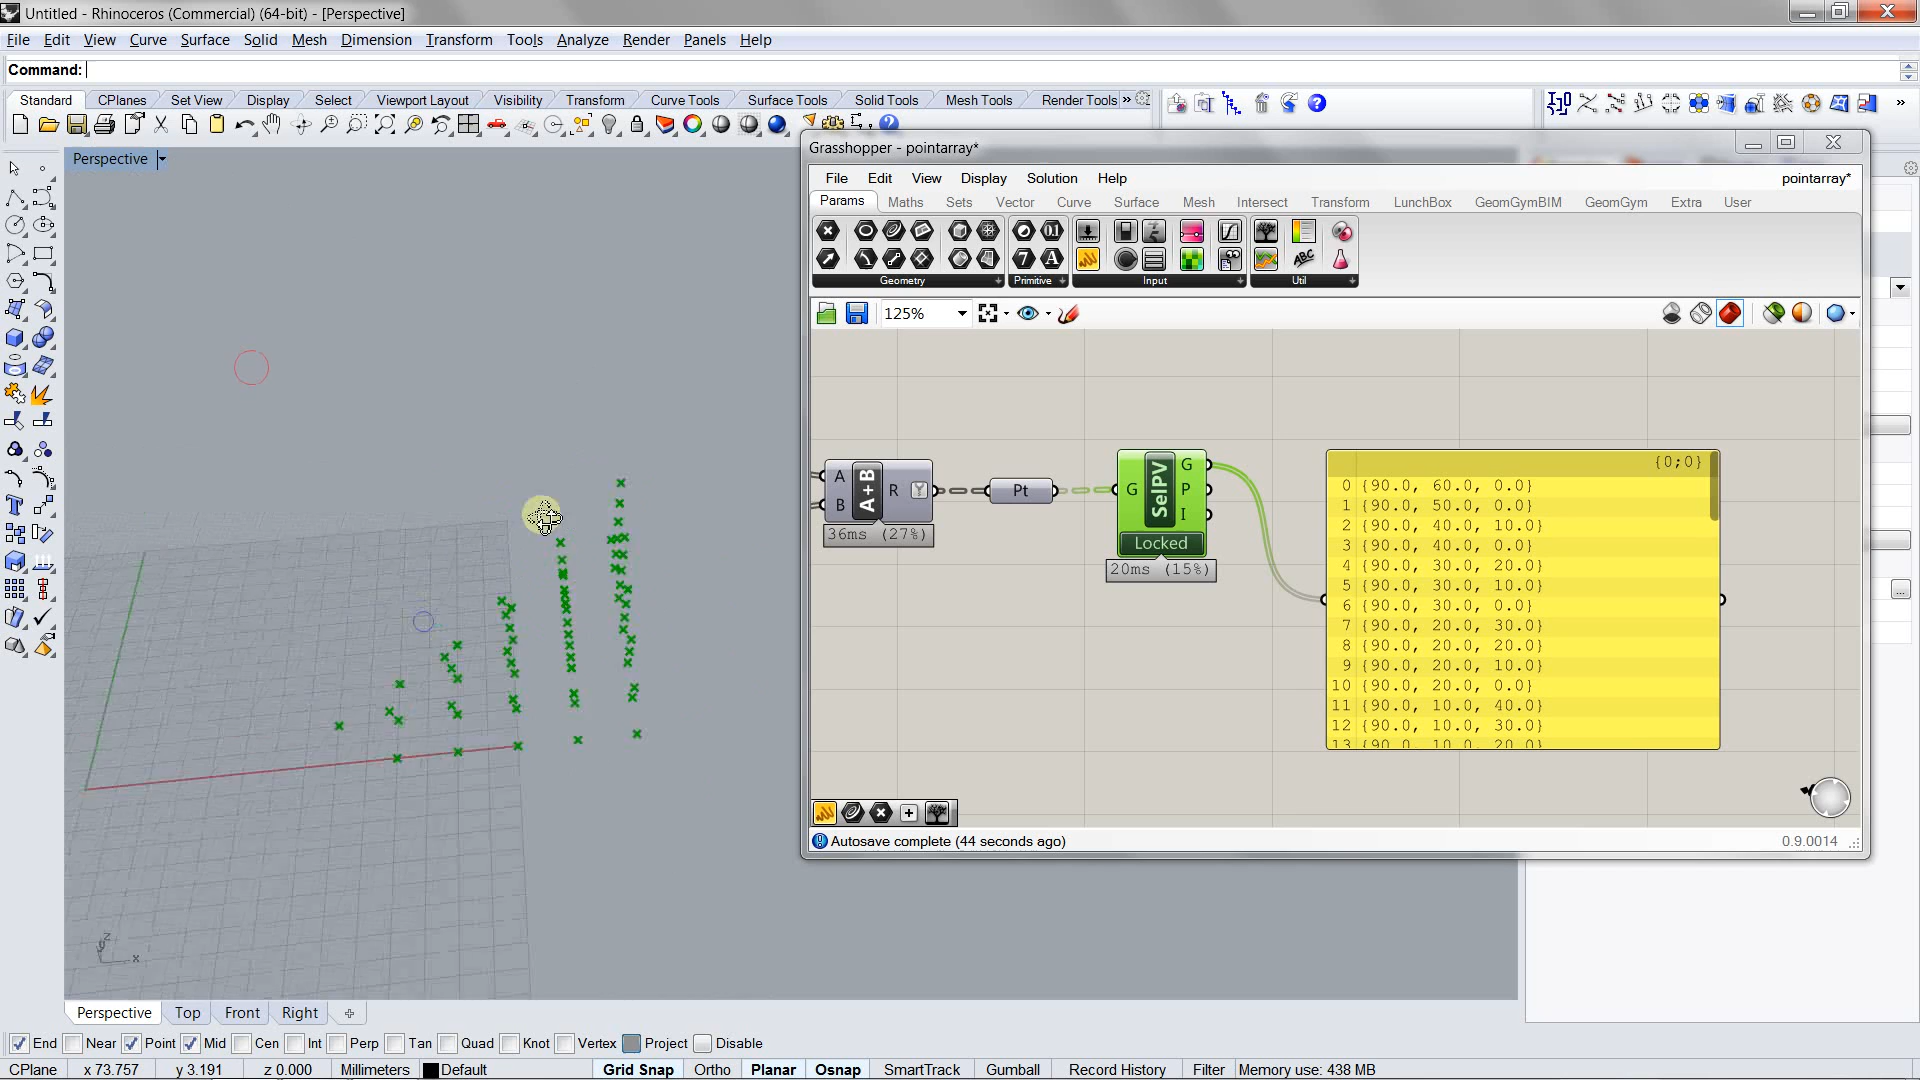 Untitled - Rhinoceros (Commercial) (64-bit) - [Perspective]
File Edit View Curve Surface Solid Mesh Dimension Transform Tools Analyze Render Panels Help
Command:
Standard CPlanes Set View Display Select Viewport Layout Visibility Transform Curve Tools Surface Tools Solid Tools Mesh Tools Render Tools »
Perspective
Grasshopper - pointarray*
File Edit View Display Solution Help pointarray*
Params Maths Sets Vector Curve Surface Mesh Intersect Transform LunchBox GeomGymBIM GeomGym Extra User
Geometry Primitive Input Util
125%
A B A+B R
36ms (27%)
Pt
G SelPV G P I
Locked
20ms (15%)
{0;0}
0 {90.0, 60.0, 0.0}
1 {90.0, 50.0, 0.0}
2 {90.0, 40.0, 10.0}
3 {90.0, 40.0, 0.0}
4 {90.0, 30.0, 20.0}
5 {90.0, 30.0, 10.0}
6 {90.0, 30.0, 0.0}
7 {90.0, 20.0, 30.0}
8 {90.0, 20.0, 20.0}
9 {90.0, 20.0, 10.0}
10 {90.0, 20.0, 0.0}
11 {90.0, 10.0, 40.0}
12 {90.0, 10.0, 30.0}
13 {90.0, 10.0, 20.0}
Autosave complete (44 seconds ago) 0.9.0014
z
x
Perspective Top Front Right
End Near Point Mid Cen Int Perp Tan Quad Knot Vertex Project Disable
CPlane x 73.757 y 3.191 z 0.000 Millimeters Default Grid Snap Ortho Planar Osnap SmartTrack Gumball Record History Filter Memory use: 438 MB